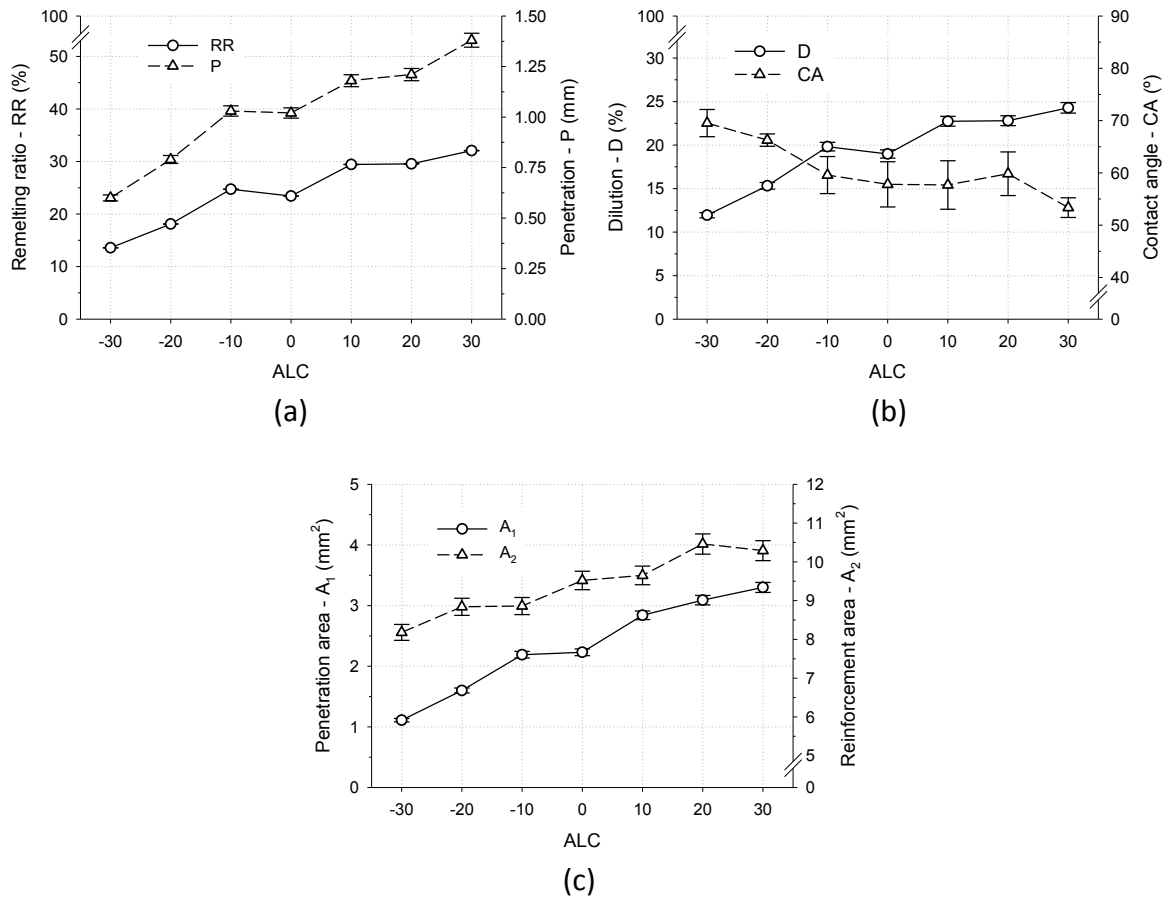 100
50
40
30
20
10
0
Remelting ratio - RR (%)
RR
P
1.50
1.25
1.00
0.75
0.50
0.25
0.00
Penetration - P (mm)
-30 -20 -10 0 10 20 30
ALC
(a)
100
30
25
20
15
10
5
0
Dilution - D (%)
D
CA
90
80
70
60
50
40
0
Contact angle - CA (º)
-30 -20 -10 0 10 20 30
ALC
(b)
5
4
3
2
1
0
Penetration area - A₁ (mm²)
A₁
A₂
12
11
10
9
8
7
6
5
0
Reinforcement area - A₂ (mm²)
-30 -20 -10 0 10 20 30
ALC
(c)